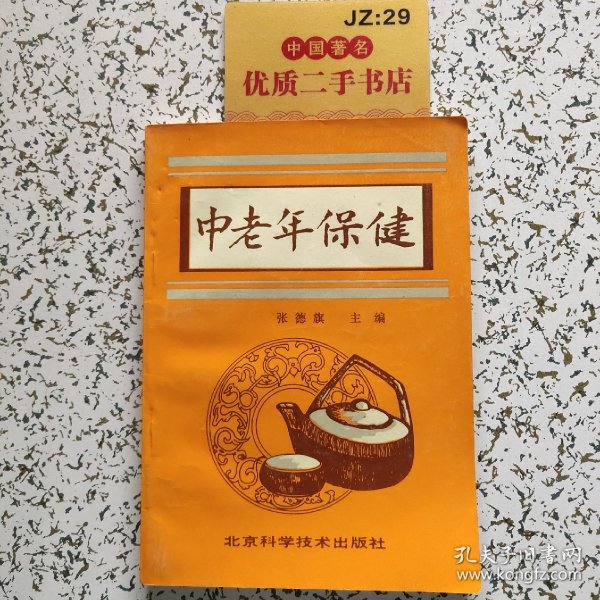 JZ:29
中国著名
优质二手书店
中老年保健
张德旗 主编
北京科学技术出版社
孔夫子旧书网
www.kongfz.com